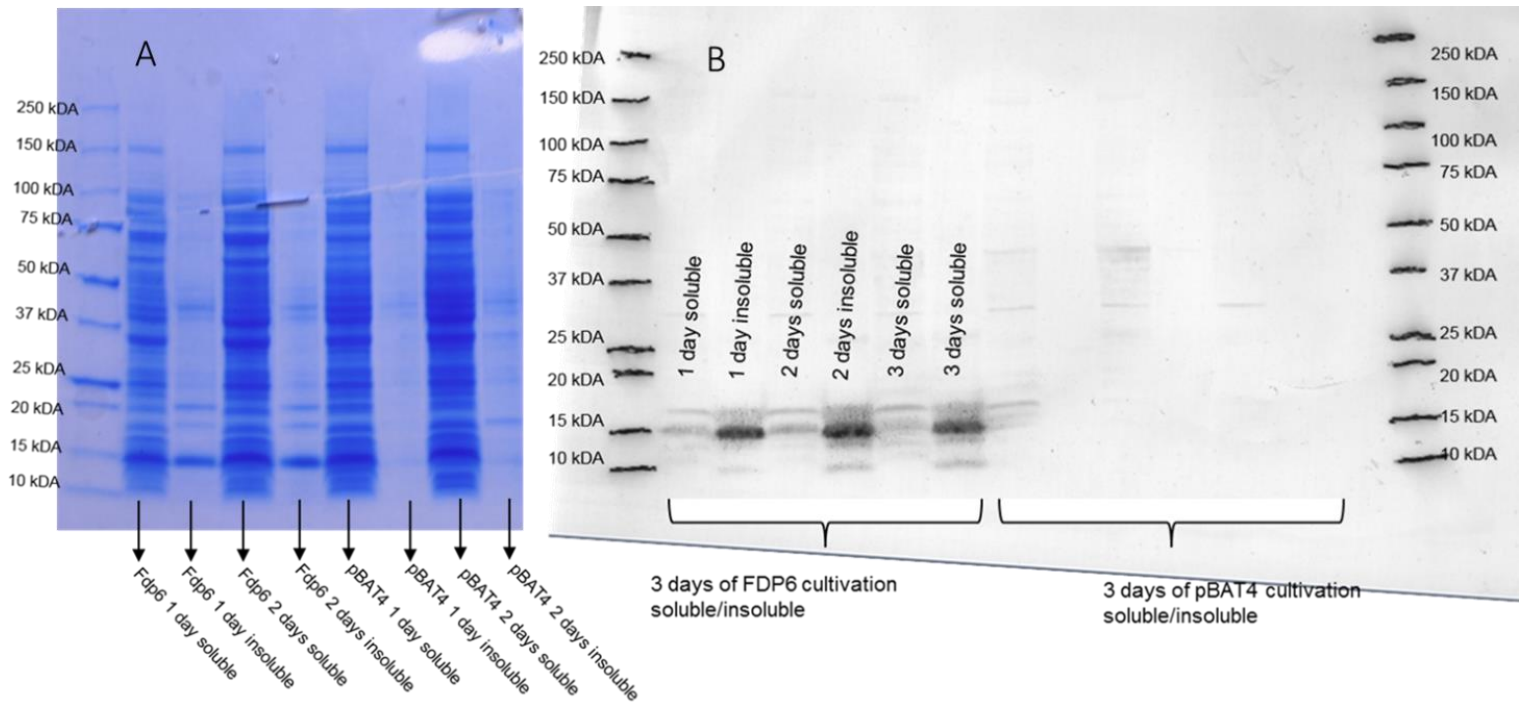 A
250 kDA
150 kDA
100 kDA
75 kDA
50 kDA
37 kDA
25 kDA
20 kDA
15 kDA
10 kDA
Fdp6 1 day soluble
Fdp6 1 day insoluble
Fdp6 2 days soluble
Fdp6 2 days insoluble
pBAT4 1 day soluble
pBAT4 1 day insoluble
pBAT4 2 days soluble
pBAT4 2 days insoluble
B
250 kDA
150 kDA
100 kDA
75 kDA
50 kDA
37 kDA
25 kDA
20 kDA
15 kDA
10 kDA
1 day soluble
1 day insoluble
2 days soluble
2 days insoluble
3 days soluble
3 days soluble
250 kDA
150 kDA
100 kDA
75 kDA
50 kDA
37 kDA
25 kDA
20 kDA
15 kDA
10 kDA
3 days of FDP6 cultivation
soluble/insoluble
3 days of pBAT4 cultivation
soluble/insoluble